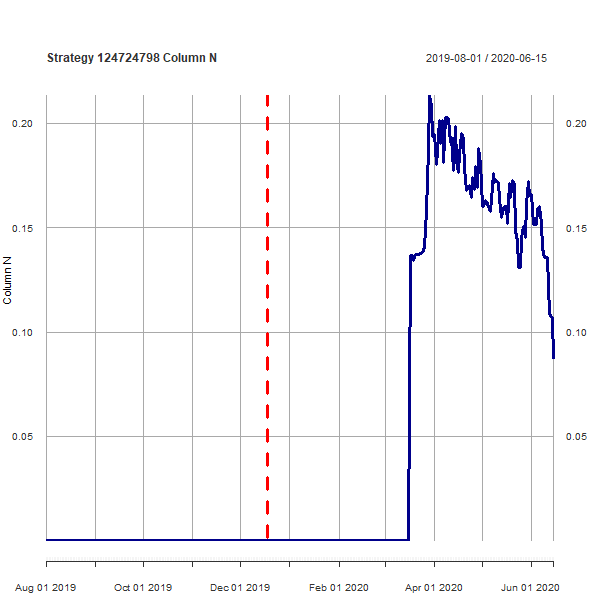 Strategy 124724798 Column N
2019-08-01 / 2020-06-15
0.20
0.20
0.15
0.15
Column N
0.10
0.10
0.05
0.05
Aug 01 2019
Oct 01 2019
Dec 01 2019
Feb 01 2020
Apr 01 2020
Jun 01 2020